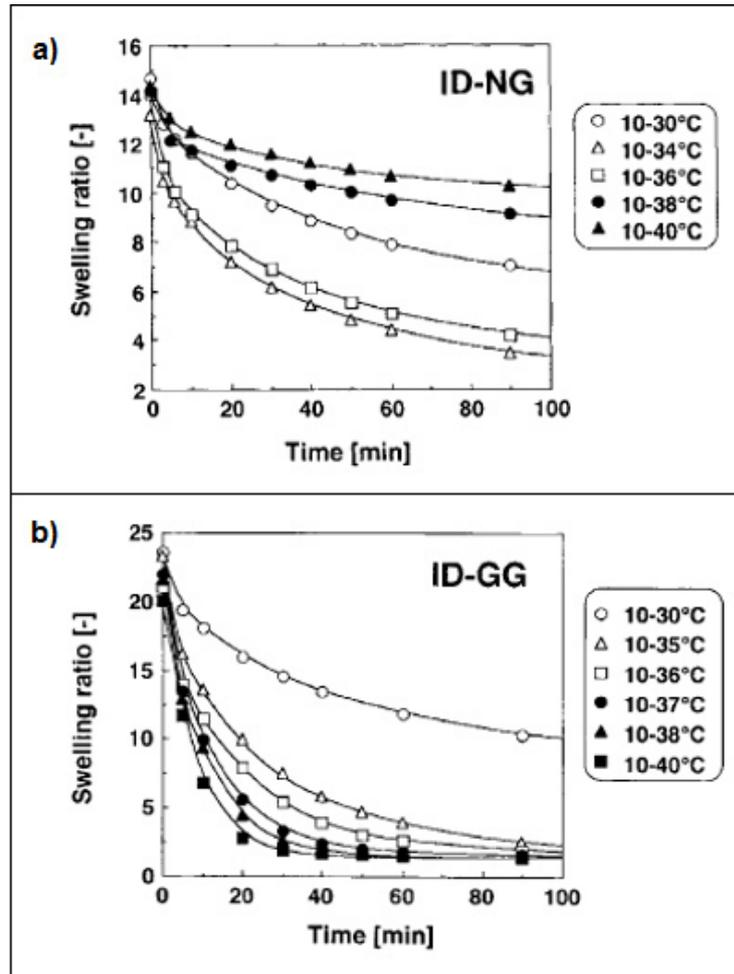 a)
16
14
12
10
8
6
4
2
Swelling ratio [-]
ID-NG
0
20
40
60
80
100
Time [min]
10-30°C
10-34°C
10-36°C
10-38°C
10-40°C
b)
25
20
15
10
5
0
Swelling ratio [-]
ID-GG
0
20
40
60
80
100
Time [min]
10-30°C
10-35°C
10-36°C
10-37°C
10-38°C
10-40°C